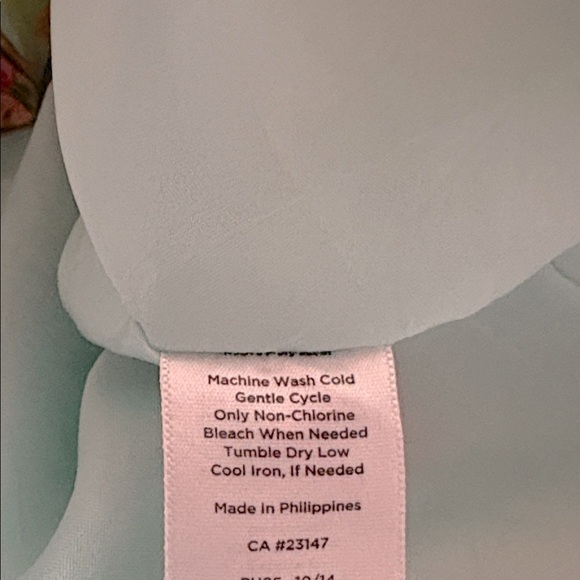 Machine Wash Cold
Gentle Cycle
Only Non-Chlorine
Bleach When Needed
Tumble Dry Low
Cool Iron, If Needed
Made in Philippines
CA #23147